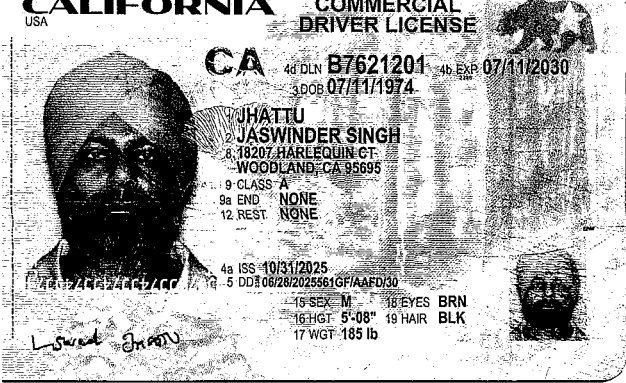 CALIFORNIA
USA
COMMERCIAL
DRIVER LICENSE
CA
4d DLN B7621201 4b EXP 07/11/2030
3 DOB 07/11/1974
1 JHATTU
2 JASWINDER SINGH
8 18207 HARLEQUIN CT
WOODLAND, CA 95695
9 CLASS A
9a END NONE
12 REST NONE
4a ISS 10/31/2025
5 DD 06/28/2025561GF/AAFD/30
15 SEX M 18 EYES BRN
16 HGT 5'-08" 19 HAIR BLK
17 WGT 185 lb